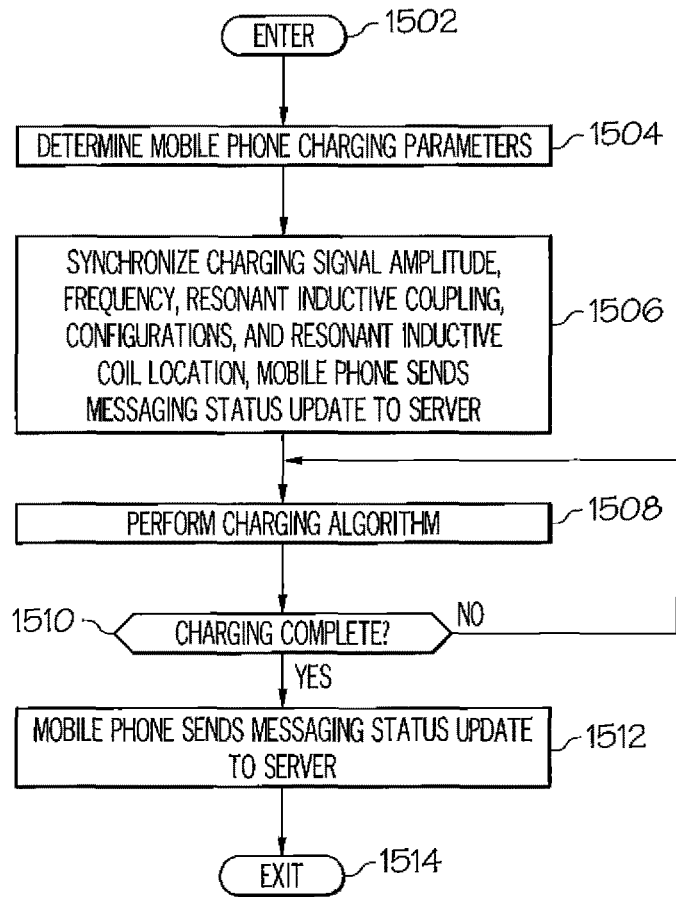 ENTER
1502
DETERMINE MOBILE PHONE CHARGING PARAMETERS
1504
SYNCHRONIZE CHARGING SIGNAL AMPLITUDE,
FREQUENCY, RESONANT INDUCTIVE COUPLING,
CONFIGURATIONS, AND RESONANT INDUCTIVE
COIL LOCATION, MOBILE PHONE SENDS
MESSAGING STATUS UPDATE TO SERVER
1506
PERFORM CHARGING ALGORITHM
1508
1510
CHARGING COMPLETE?
NO
YES
MOBILE PHONE SENDS MESSAGING STATUS UPDATE
TO SERVER
1512
EXIT
1514